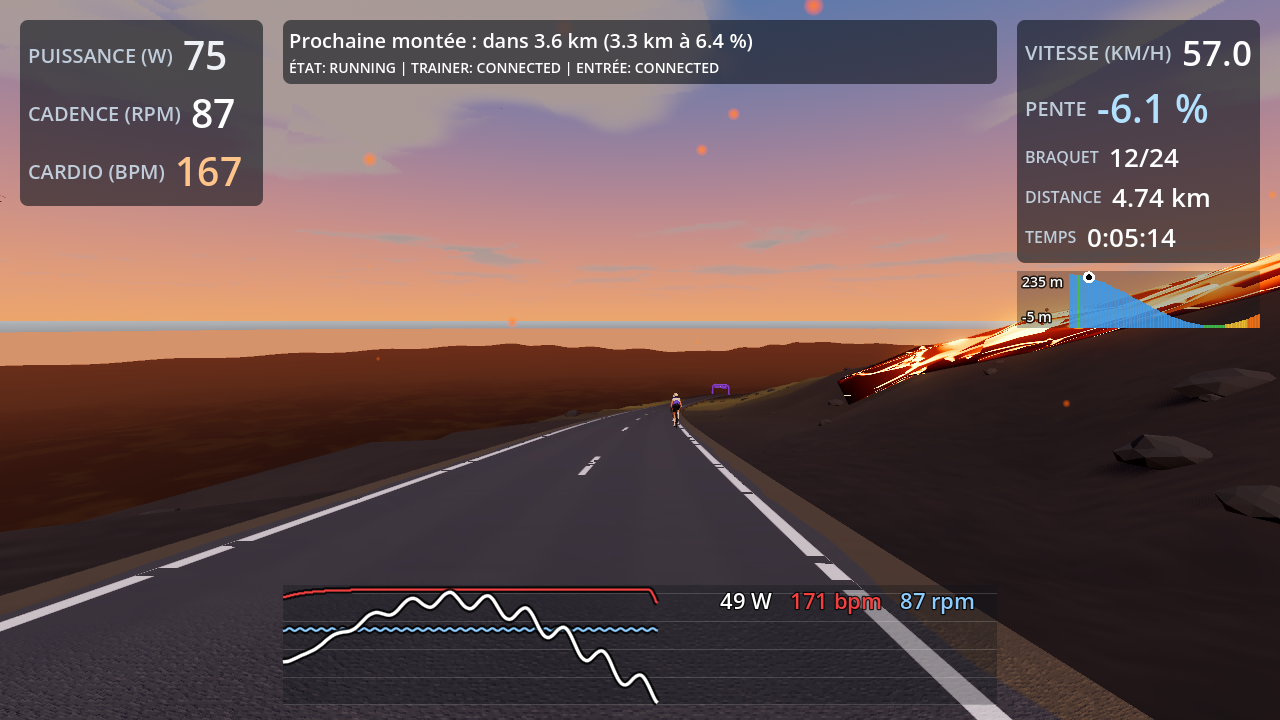 PUISSANCE (W) 75
CADENCE (RPM) 87
CARDIO (BPM) 167
Prochaine montée : dans 3.6 km (3.3 km à 6.4 %)
ÉTAT: RUNNING | TRAINER: CONNECTED | ENTRÉE: CONNECTED
VITESSE (KM/H) 57.0
PENTE -6.1 %
BRAQUET 12/24
DISTANCE 4.74 km
TEMPS 0:05:14
235 m
-5 m
49 W 171 bpm 87 rpm